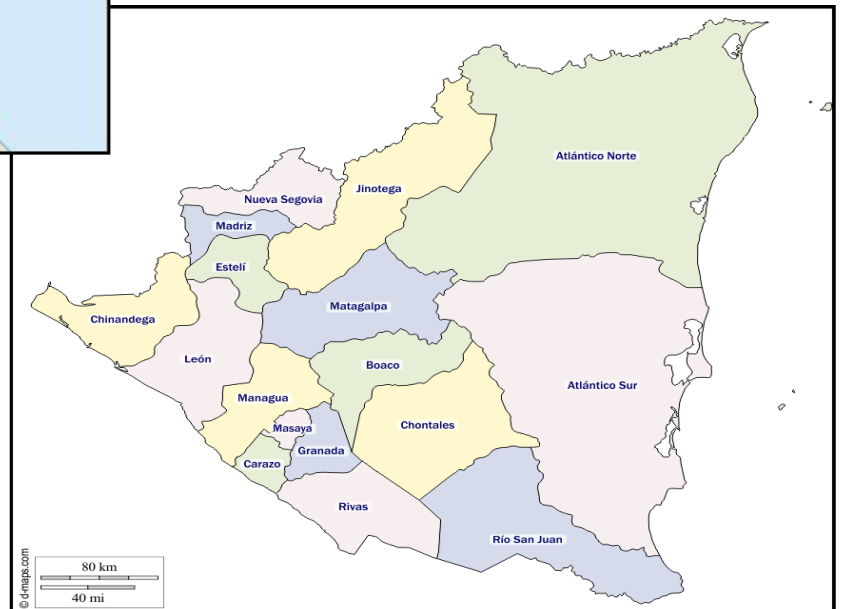 Atlántico Norte
Jinotega
Nueva Segovia
Madriz
Estelí
Matagalpa
Chinandega
León
Boaco
Atlántico Sur
Managua
Chontales
Masaya
Granada
Carazo
Rivas
Río San Juan
80 km
40 mi
© d-maps.com